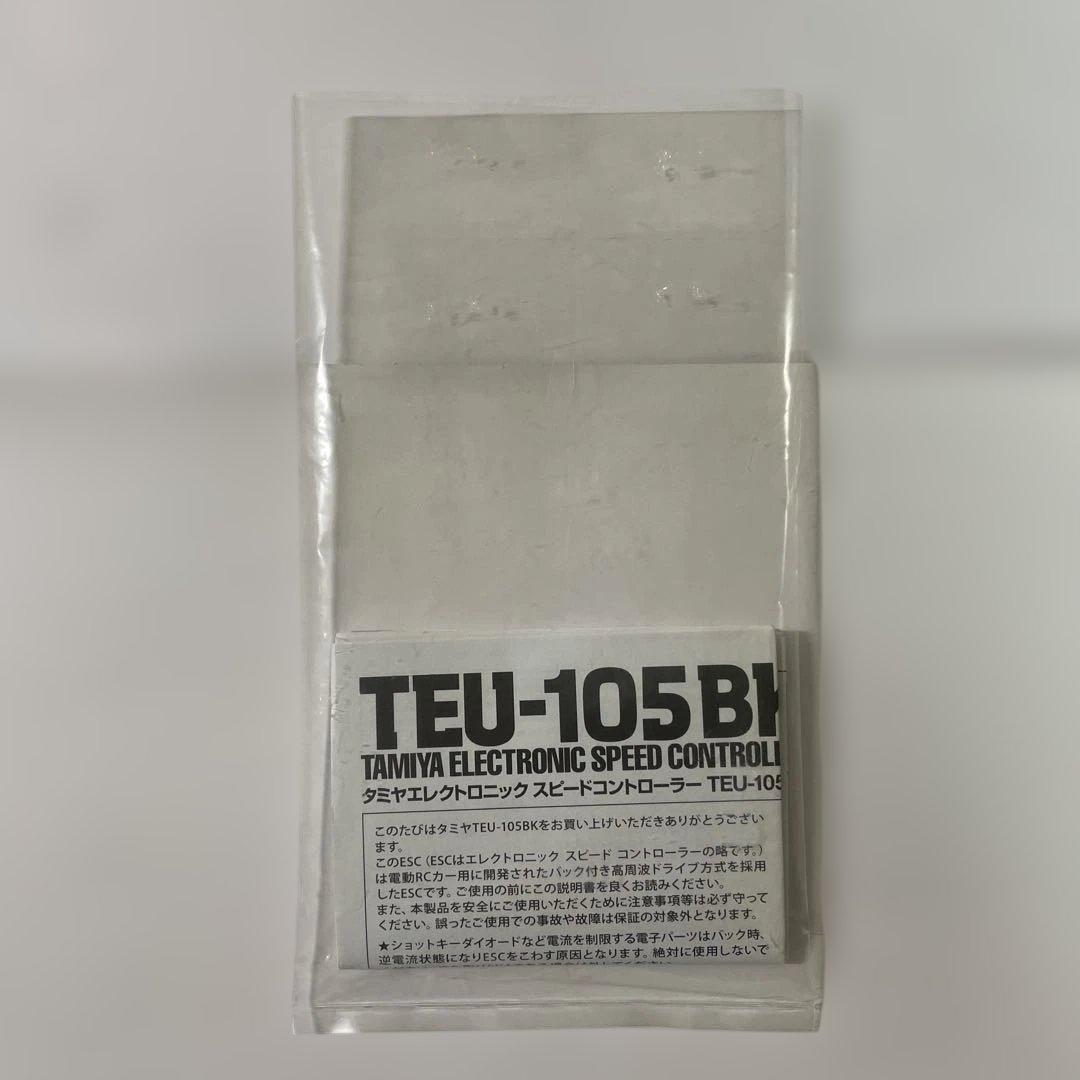 TEU-105BK
TAMIYA ELECTRONIC SPEED CONTROLL
タミヤエレクトロニック スピードコントローラー TEU-105
このたびはタミヤTEU-105BKをお買い上げいただきありがとうござい
ます。
このESC（ESCはエレクトロニック スピード コントローラーの略です。）
は電動RCカー用に開発されたバック付き高周波ドライブ方式を採用
したESCです。ご使用の前にこの説明書を良くお読みください。
また、本製品を安全にご使用いただくために注意事項等は必ず守って
ください。誤ったご使用での事故や故障は保証の対象外となります。
★ショットキーダイオードなど電流を制限する電子パーツはバック時、
逆電流状態になりESCをこわす原因となります。絶対に使用しないで